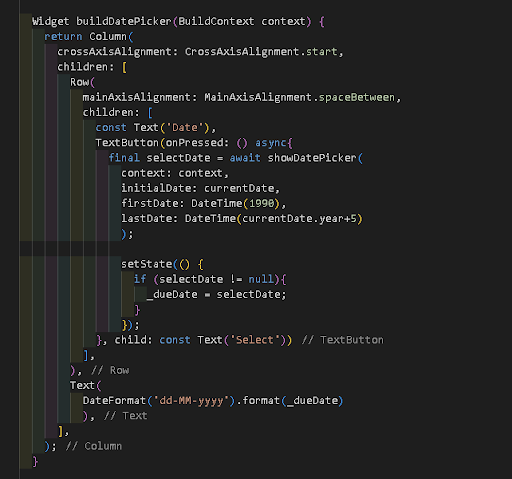 Widget buildDatePicker(BuildContext context) {
return Column(
crossAxisAlignment: CrossAxisAlignment.start,
children: [
Row(
mainAxisAlignment: MainAxisAlignment.spaceBetween,
children: [
const Text('Date'),
TextButton(onPressed: () async{
final selectDate = await showDatePicker(
context: context,
initialDate: currentDate,
firstDate: DateTime(1990),
lastDate: DateTime(currentDate.year+5)
);
setState(() {
if (selectDate != null){
_dueDate = selectDate;
}
});
}, child: const Text('Select')) // TextButton
],
), // Row
Text(
DateFormat('dd-MM-yyyy').format(_dueDate)
), // Text
],
); // Column
}